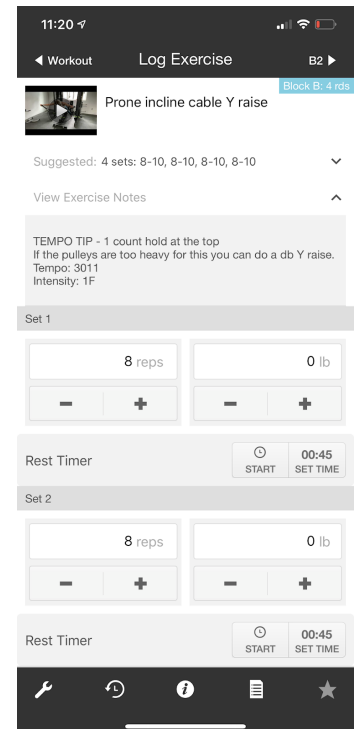 11:20
Workout
Log Exercise
B2
Block B: 4 rds
Prone incline cable Y raise
Suggested: 4 sets: 8-10, 8-10, 8-10, 8-10
View Exercise Notes
TEMPO TIP - 1 count hold at the top
If the pulleys are too heavy for this you can do a db Y raise.
Tempo: 3011
Intensity: 1F
Set 1
8 reps
0 lb
Rest Timer
START
00:45
SET TIME
Set 2
8 reps
0 lb
Rest Timer
START
00:45
SET TIME